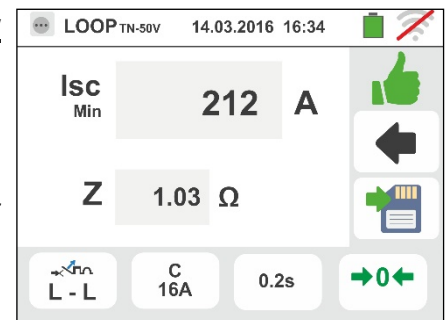 LOOP TN-50V 14.03.2016 16:34
Isc 212 A
Min
Z 1.03 Ω
L - L C 16A 0.2s →0←